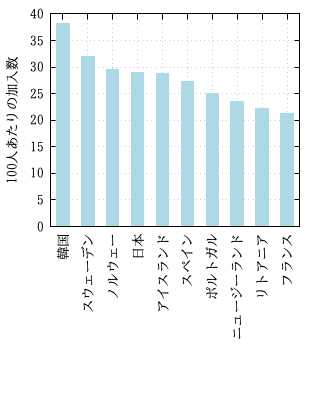 40
35
30
25
20
15
10
5
0
100人あたりの加入数
韓国
スウェーデン
ノルウェー
日本
アイスランド
スペイン
ポルトガル
ニュージーランド
リトアニア
フランス